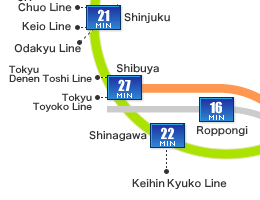 Chuo Line
21
MIN
Shinjuku
Keio Line
Odakyu Line
Shibuya
Tokyu
Denen Toshi Line
27
MIN
Tokyu
Toyoko Line
16
MIN
Roppongi
Shinagawa
22
MIN
Keihin Kyuko Line